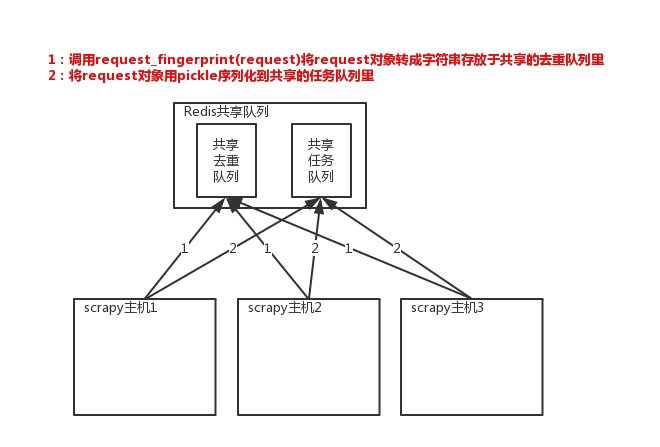 1：调用request_fingerprint(request)将request对象转成字符串存放于共享的去重队列里
2：将request对象用pickle序列化到共享的任务队列里
Redis共享队列
共享
去重
队列
共享
任务
队列
1
2
1
2
1
2
scrapy主机1
scrapy主机2
scrapy主机3